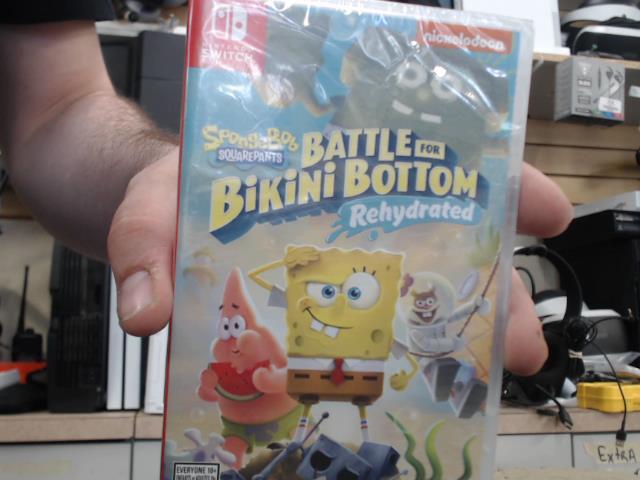 NINTENDO
SWITCH
nickelodeon
SpongeBob
SQUAREPANTS
BATTLE FOR
BiKiNi BOTTOM
Rehydrated
EVERYONE 10+
ExtRA